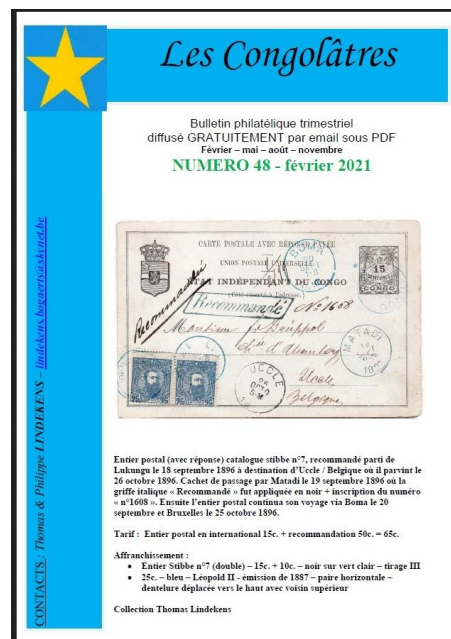 Les Congolâtres
Bulletin philatélique trimestriel
diffusé GRATUITEMENT par email sous PDF
Février – mai – août – novembre
NUMERO 48 - février 2021
CARTE POSTALE AVEC RÉPONSE PAYÉE
UNION POSTALE UNIVERSELLE
ETAT INDÉPENDANT DU CONGO
BOMA
15
CONGO
Recommandé
Recommandé
No 1608
Monsieur
MATADI
UCCLE
Uccle
Belgique
Entier postal (avec réponse) catalogue stibbe n°7, recommandé parti de
Lukungu le 18 septembre 1896 à destination d'Uccle / Belgique où il parvint le
26 octobre 1896. Cachet de passage par Matadi le 19 septembre 1896 où la
griffe italique « Recommandé » fut appliquée en noir + inscription du numéro
« n°1608 ». Ensuite l'entier postal continua son voyage via Boma le 20
septembre et Bruxelles le 25 octobre 1896.
Tarif : Entier postal en international 15c. + recommandation 50c. = 65c.
Affranchissement :
• Entier Stibbe n°7 (double) – 15c. + 10c. – noir sur vert clair – tirage III
• 25c. – bleu – Léopold II - émission de 1887 – paire horizontale –
dentelure déplacée vers le haut avec voisin supérieur
Collection Thomas Lindekens
CONTACTS : Thomas & Philippe LINDEKENS – lindekens.bogaerts@skynet.be